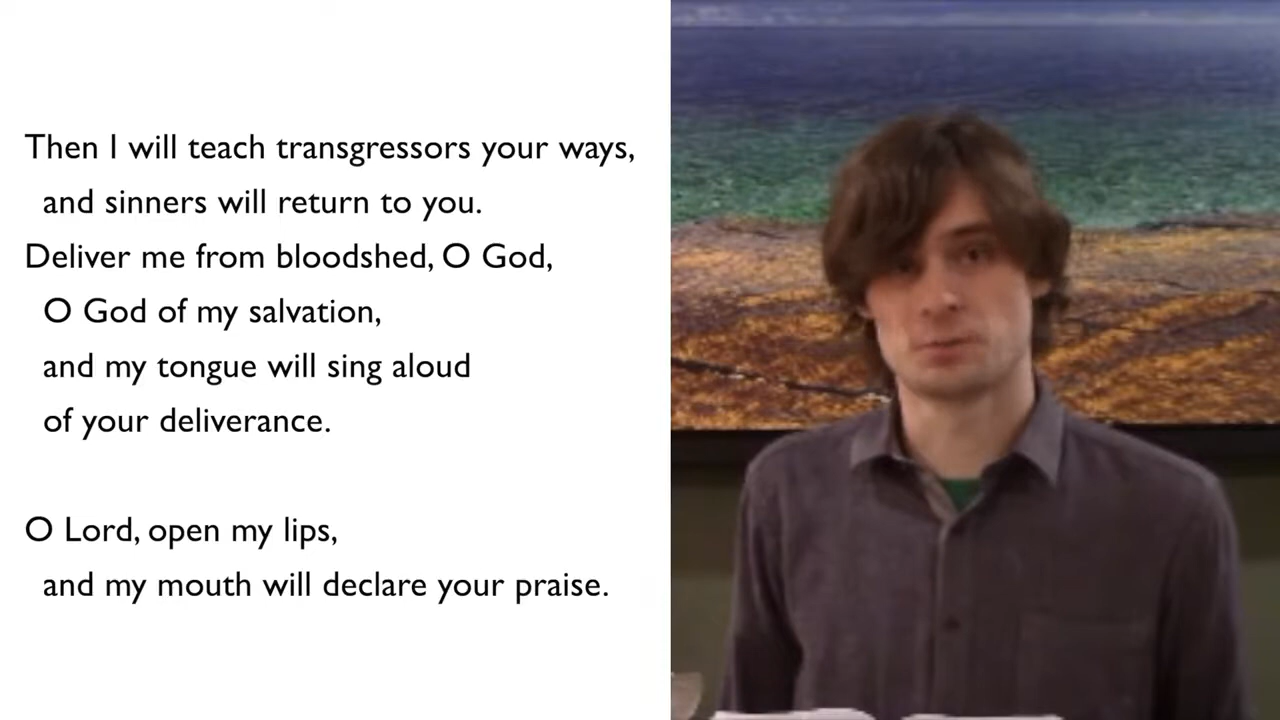 Then I will teach transgressors your ways,
and sinners will return to you.
Deliver me from bloodshed, O God,
O God of my salvation,
and my tongue will sing aloud
of your deliverance.
O Lord, open my lips,
and my mouth will declare your praise.